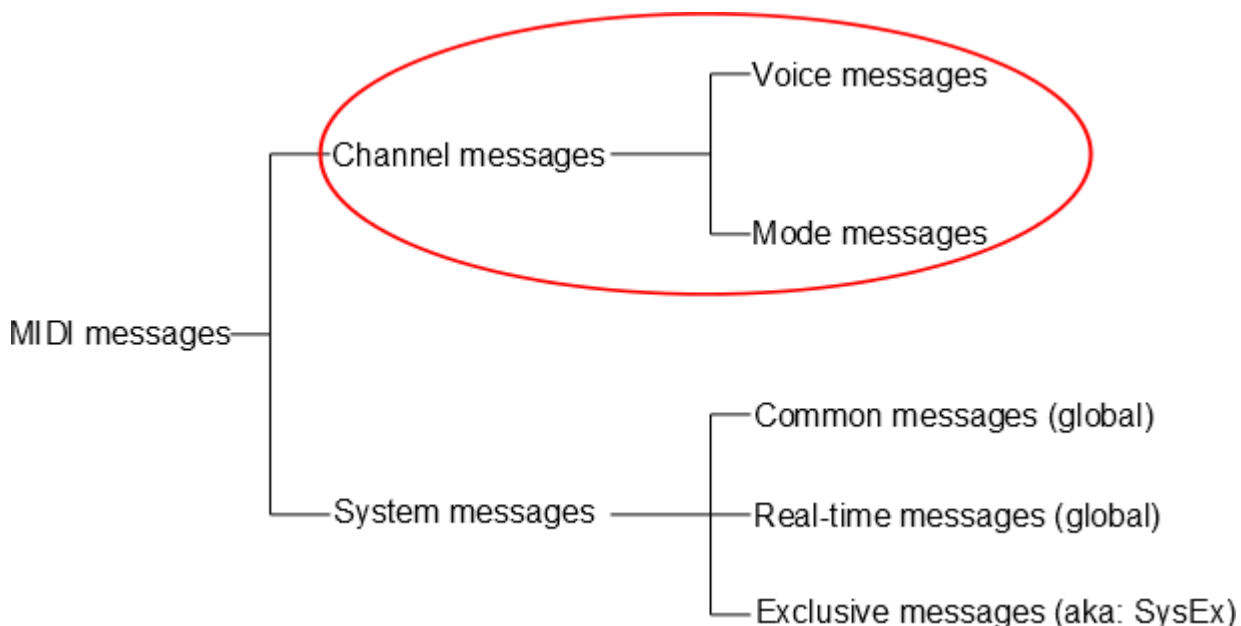 Voice messages
Channel messages
Mode messages
MIDI messages
Common messages (global)
System messages
Real-time messages (global)
Exclusive messages (aka: SysEx)